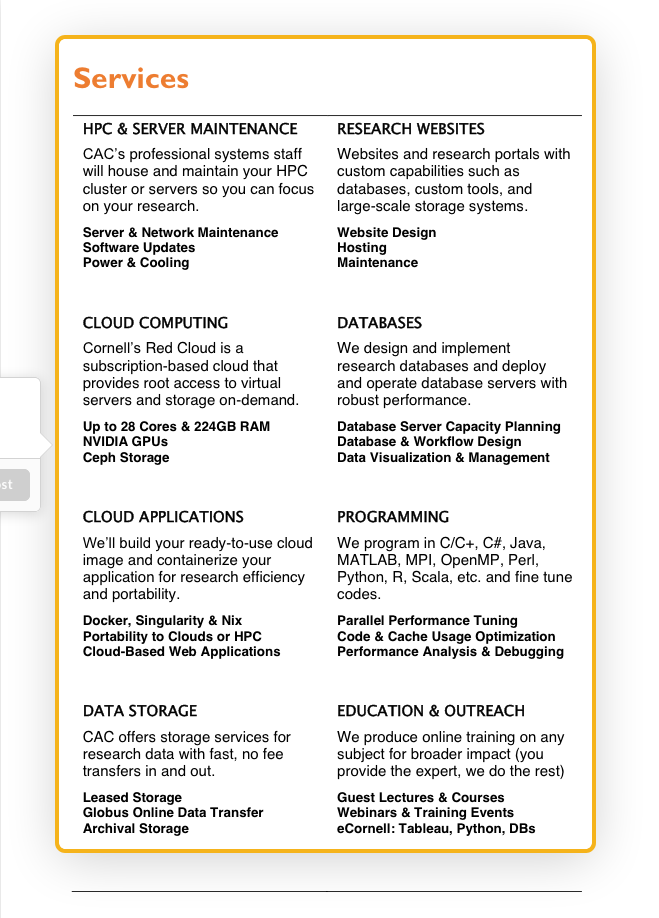 Services
HPC & SERVER MAINTENANCE
CAC’s professional systems staff
will house and maintain your HPC
cluster or servers so you can focus
on your research.
Server & Network Maintenance
Software Updates
Power & Cooling
RESEARCH WEBSITES
Websites and research portals with
custom capabilities such as
databases, custom tools, and
large-scale storage systems.
Website Design
Hosting
Maintenance
CLOUD COMPUTING
Cornell’s Red Cloud is a
subscription-based cloud that
provides root access to virtual
servers and storage on-demand.
Up to 28 Cores & 224GB RAM
NVIDIA GPUs
Ceph Storage
DATABASES
We design and implement
research databases and deploy
and operate database servers with
robust performance.
Database Server Capacity Planning
Database & Workflow Design
Data Visualization & Management
CLOUD APPLICATIONS
We’ll build your ready-to-use cloud
image and containerize your
application for research efficiency
and portability.
Docker, Singularity & Nix
Portability to Clouds or HPC
Cloud-Based Web Applications
PROGRAMMING
We program in C/C+, C#, Java,
MATLAB, MPI, OpenMP, Perl,
Python, R, Scala, etc. and fine tune
codes.
Parallel Performance Tuning
Code & Cache Usage Optimization
Performance Analysis & Debugging
DATA STORAGE
CAC offers storage services for
research data with fast, no fee
transfers in and out.
Leased Storage
Globus Online Data Transfer
Archival Storage
EDUCATION & OUTREACH
We produce online training on any
subject for broader impact (you
provide the expert, we do the rest)
Guest Lectures & Courses
Webinars & Training Events
eCornell: Tableau, Python, DBs